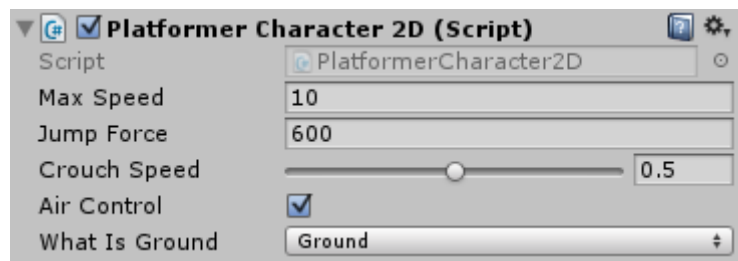 Platformer Character 2D (Script)
Script PlatformerCharacter2D
Max Speed 10
Jump Force 600
Crouch Speed 0.5
Air Control
What Is Ground Ground